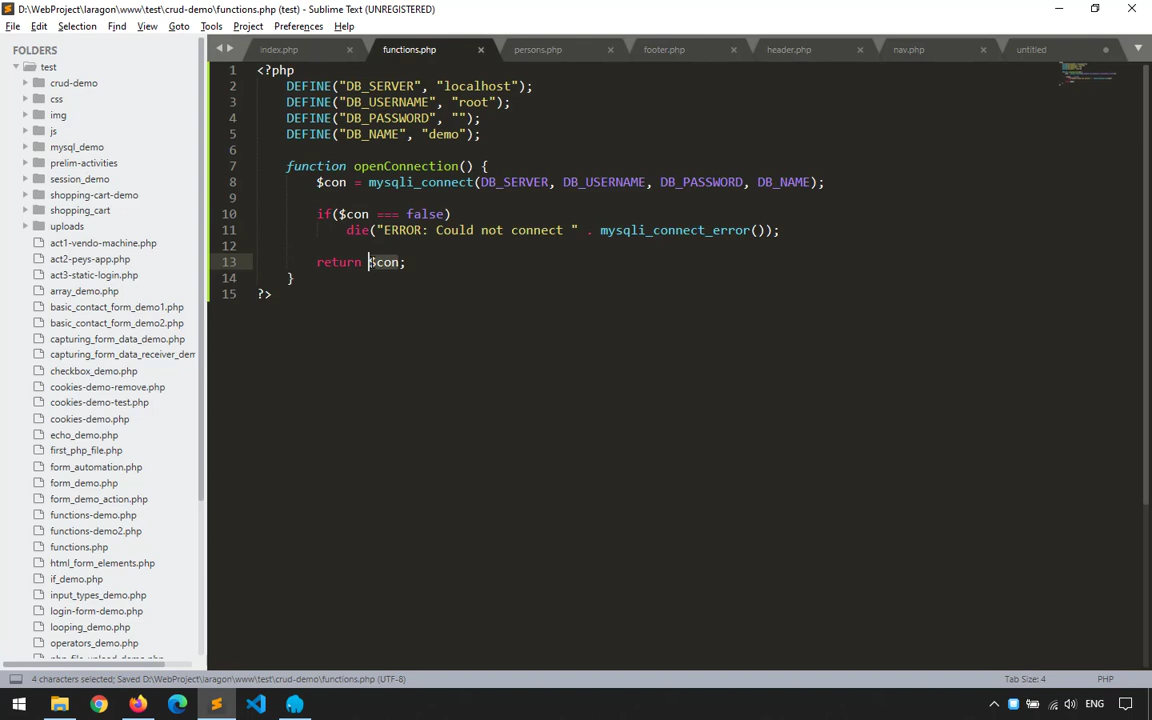 D:\WebProject\laragon\www\test\crud-demo\functions.php (test) - Sublime Text (UNREGISTERED)
File Edit Selection Find View Goto Tools Project Preferences Help
FOLDERS
test
crud-demo
css
img
js
mysql_demo
prelim-activities
session_demo
shopping-cart-demo
shopping_cart
uploads
act1-vendo-machine.php
act2-peys-app.php
act3-static-login.php
array_demo.php
basic_contact_form_demo1.php
basic_contact_form_demo2.php
capturing_form_data_demo.php
capturing_form_data_receiver_dem
checkbox_demo.php
cookies-demo-remove.php
cookies-demo-test.php
cookies-demo.php
echo_demo.php
first_php_file.php
form_automation.php
form_demo.php
form_demo_action.php
functions-demo.php
functions-demo2.php
functions.php
html_form_elements.php
if_demo.php
input_types_demo.php
login-form-demo.php
looping_demo.php
operators_demo.php
index.php functions.php persons.php footer.php header.php nav.php untitled
1 <?php
2 DEFINE("DB_SERVER", "localhost");
3 DEFINE("DB_USERNAME", "root");
4 DEFINE("DB_PASSWORD", "");
5 DEFINE("DB_NAME", "demo");
6
7 function openConnection() {
8 $con = mysqli_connect(DB_SERVER, DB_USERNAME, DB_PASSWORD, DB_NAME);
9
10 if($con === false)
11 die("ERROR: Could not connect " . mysqli_connect_error());
12
13 return $con;
14 }
15 ?>
4 characters selected; Saved D:\WebProject\laragon\www\test\crud-demo\functions.php (UTF-8)
Tab Size: 4
PHP
ENG